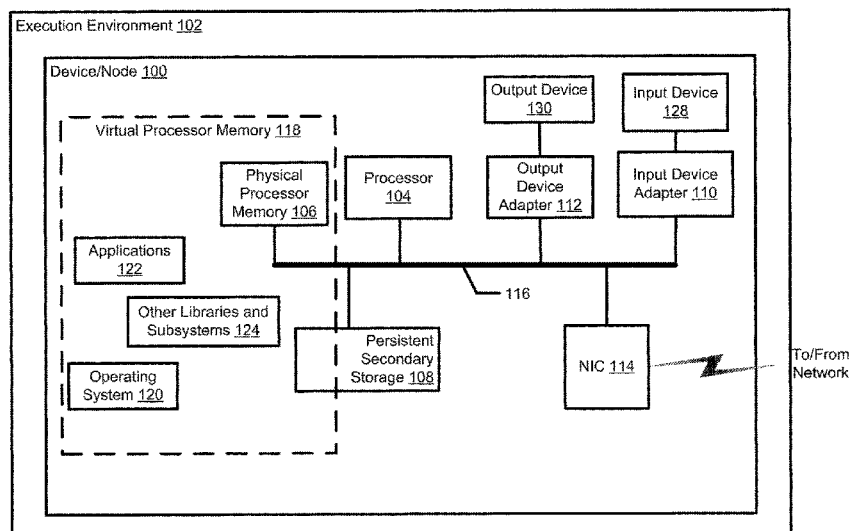 Execution Environment 102
Device/Node 100
Virtual Processor Memory 118
Physical
Processor
Memory 106
Processor
104
Output Device
130
Output
Device
Adapter 112
Input Device
128
Input Device
Adapter 110
Applications
122
Other Libraries and
Subsystems 124
Operating
System 120
Persistent
Secondary
Storage 108
116
NIC 114
To/From
Network